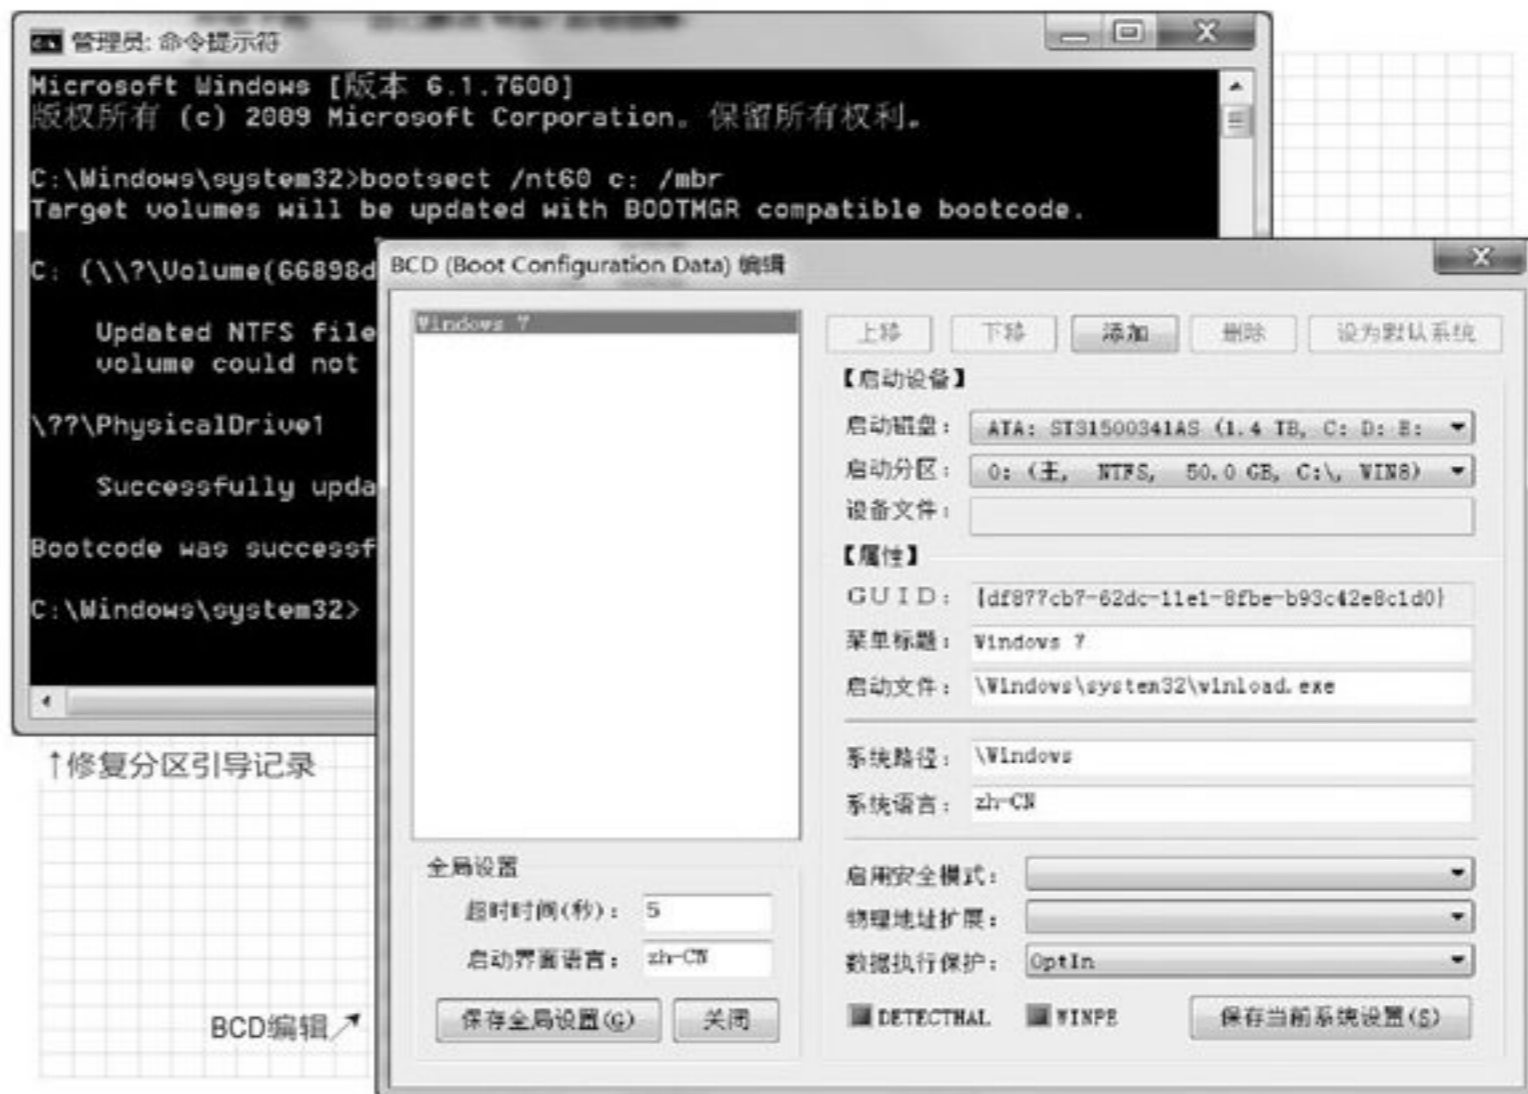 管理员: 命令提示符
Microsoft Windows [版本 6.1.7600]
版权所有 (c) 2009 Microsoft Corporation。保留所有权利。
C:\Windows\system32>bootsect /nt60 c: /mbr
Target volumes will be updated with BOOTMGR compatible bootcode.
C: (\\?\Volume{66898d
Updated NTFS file
volume could not
\??\PhysicalDrive1
Successfully upda
Bootcode was successf
C:\Windows\system32>
↑修复分区引导记录
BCD编辑↗
BCD (Boot Configuration Data) 编辑
Windows 7
上移 下移 添加 删除 设为默认系统
【启动设备】
启动磁盘: ATA: ST31500341AS (1.4 TB, C: D: E:
启动分区: 0: (主, NTFS, 50.0 GB, C:\, WIN8)
设备文件:
【属性】
GUID: {df877cb7-62dc-11e1-8fbe-b93c42e8c1d0}
菜单标题: Windows 7
启动文件: \Windows\system32\winload.exe
系统路径: \Windows
系统语言: zh-CN
启用安全模式:
物理地址扩展:
数据执行保护: OptIn
DETECTHAL WINPE 保存当前系统设置(S)
全局设置
超时时间(秒): 5
启动界面语言: zh-CN
保存全局设置(G) 关闭